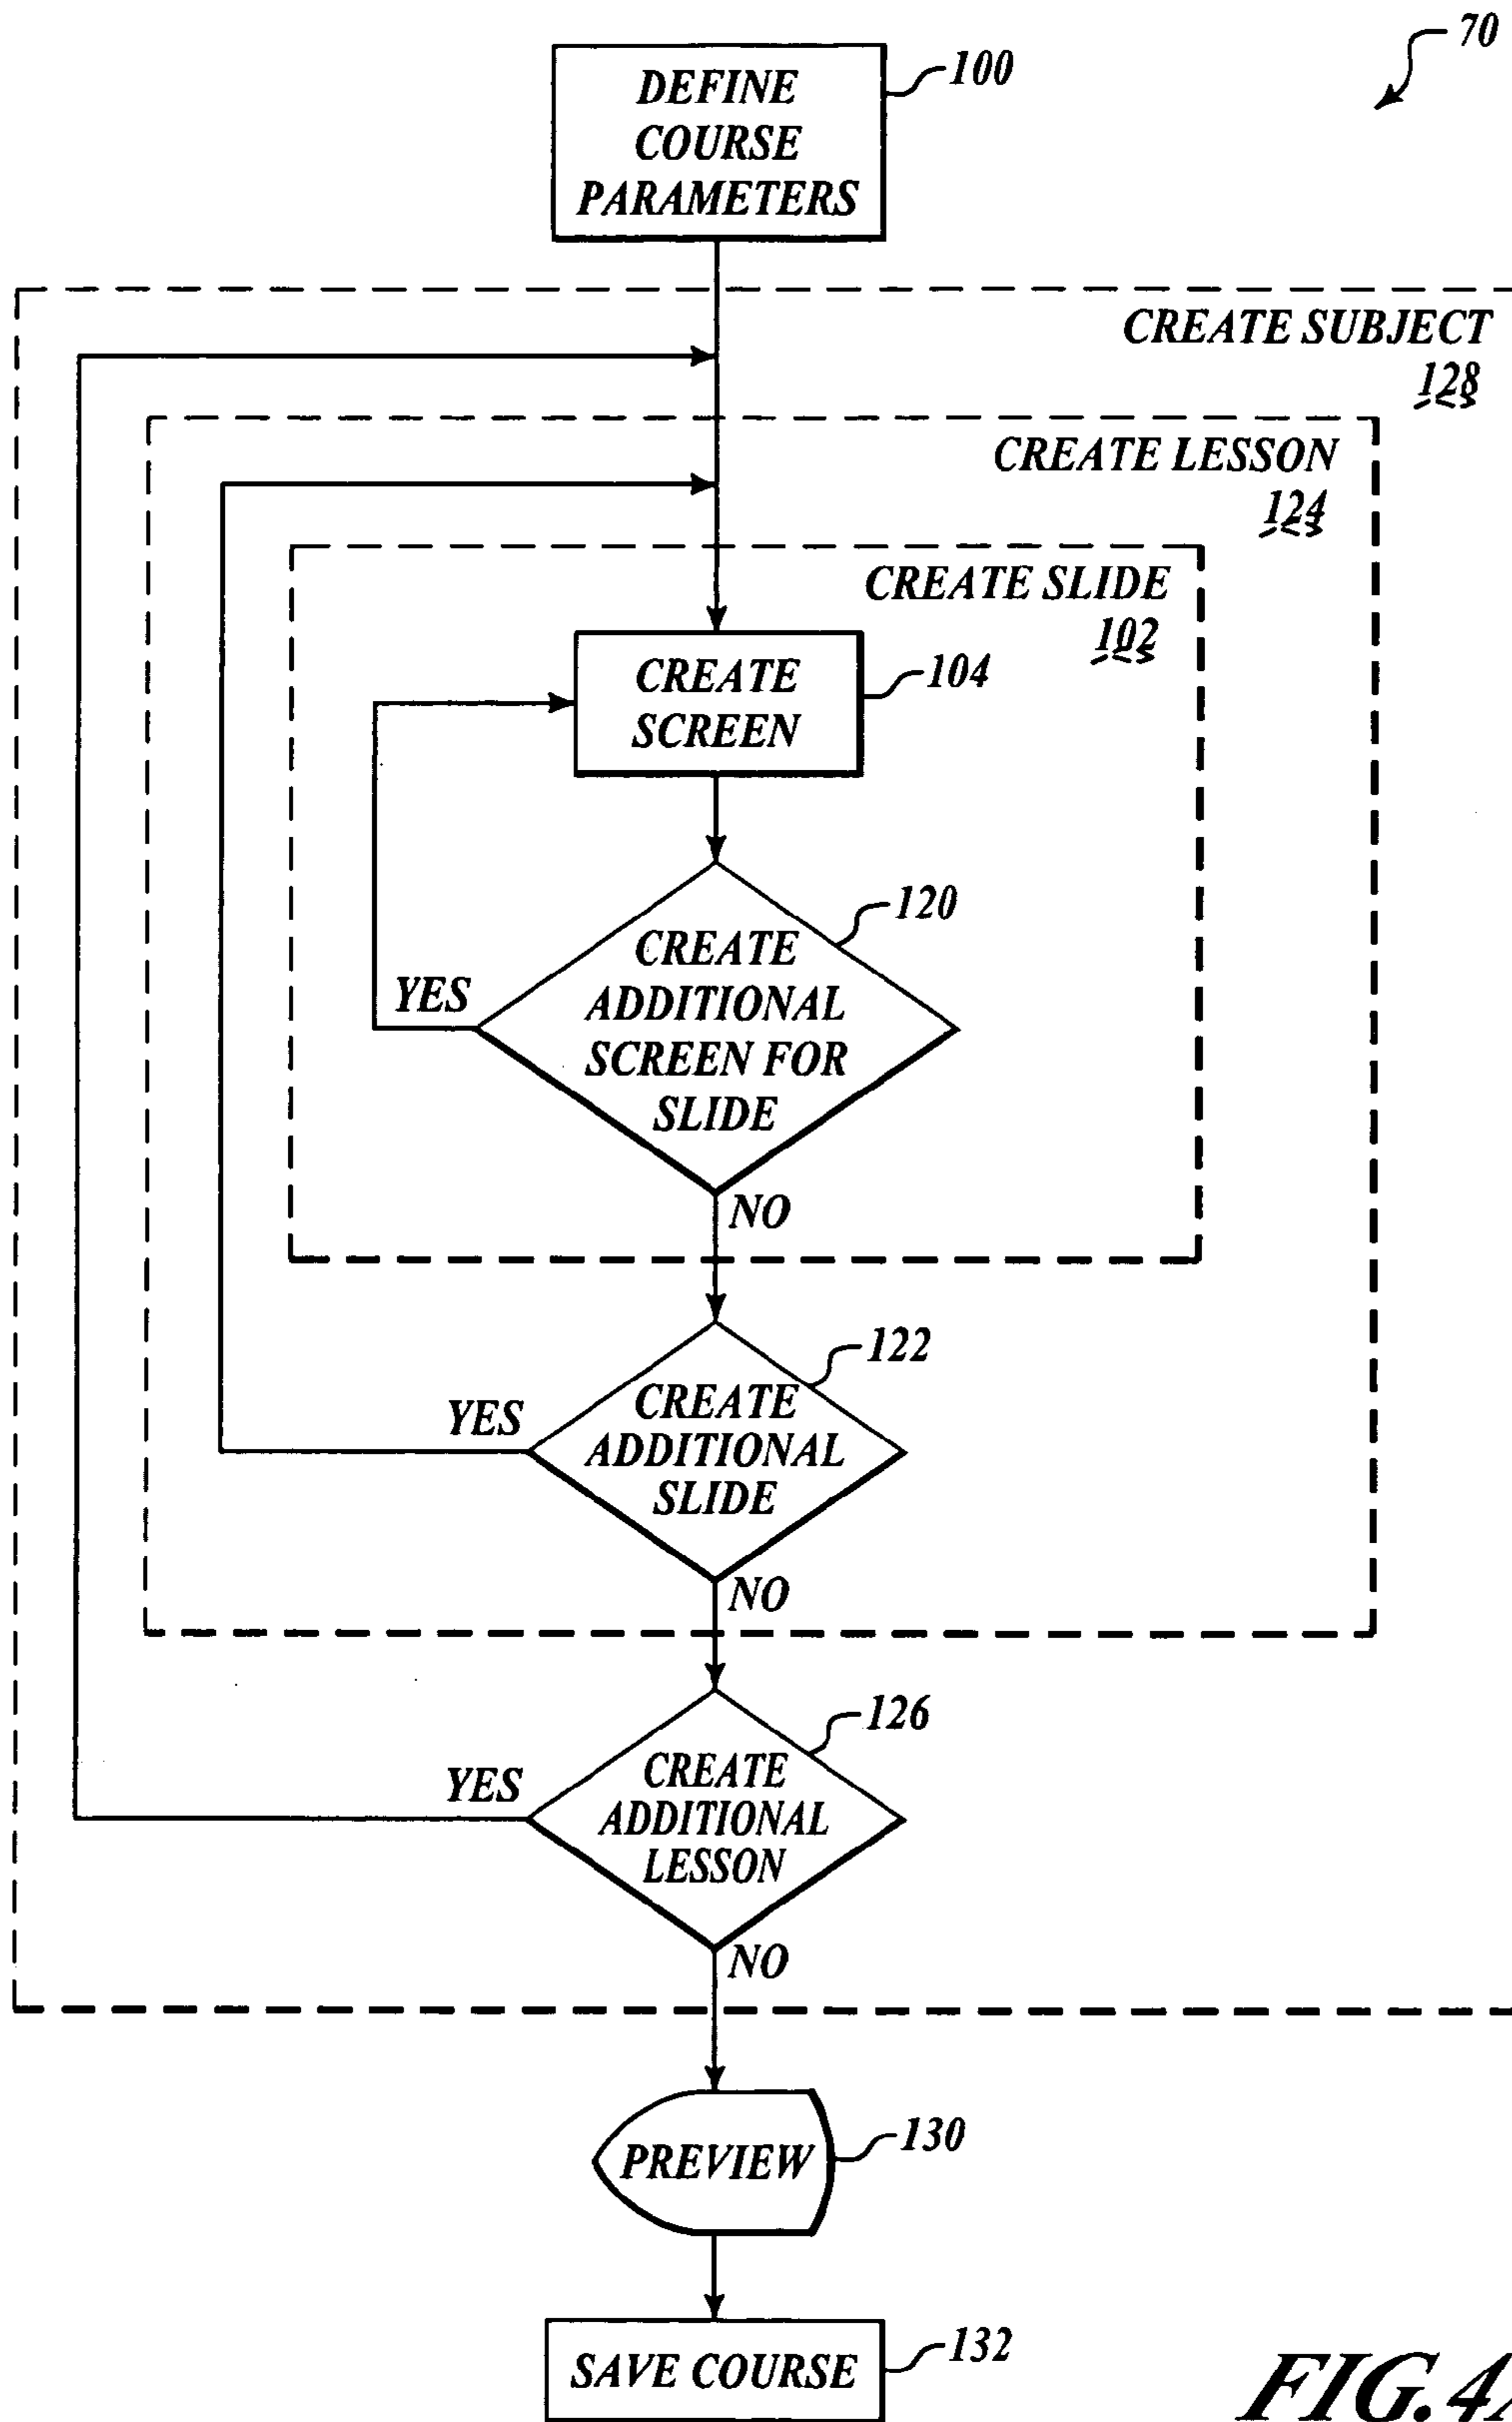 70
DEFINE
COURSE
PARAMETERS
100
CREATE SUBJECT
128
CREATE LESSON
124
CREATE SLIDE
102
CREATE
SCREEN
104
120
CREATE
ADDITIONAL
SCREEN FOR
SLIDE
YES
NO
122
CREATE
ADDITIONAL
SLIDE
YES
NO
126
CREATE
ADDITIONAL
LESSON
YES
NO
PREVIEW
130
SAVE COURSE
132
FIG. 4A